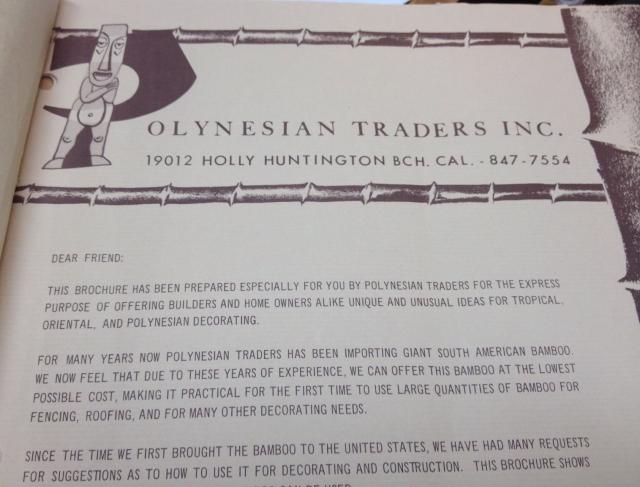 POLYNESIAN TRADERS INC.
19012 HOLLY HUNTINGTON BCH. CAL. - 847-7554
DEAR FRIEND:
THIS BROCHURE HAS BEEN PREPARED ESPECIALLY FOR YOU BY POLYNESIAN TRADERS FOR THE EXPRESS
PURPOSE OF OFFERING BUILDERS AND HOME OWNERS ALIKE UNIQUE AND UNUSUAL IDEAS FOR TROPICAL,
ORIENTAL, AND POLYNESIAN DECORATING.
FOR MANY YEARS NOW POLYNESIAN TRADERS HAS BEEN IMPORTING GIANT SOUTH AMERICAN BAMBOO.
WE NOW FEEL THAT DUE TO THESE YEARS OF EXPERIENCE, WE CAN OFFER THIS BAMBOO AT THE LOWEST
POSSIBLE COST, MAKING IT PRACTICAL FOR THE FIRST TIME TO USE LARGE QUANTITIES OF BAMBOO FOR
FENCING, ROOFING, AND FOR MANY OTHER DECORATING NEEDS.
SINCE THE TIME WE FIRST BROUGHT THE BAMBOO TO THE UNITED STATES, WE HAVE HAD MANY REQUESTS
FOR SUGGESTIONS AS TO HOW TO USE IT FOR DECORATING AND CONSTRUCTION. THIS BROCHURE SHOWS